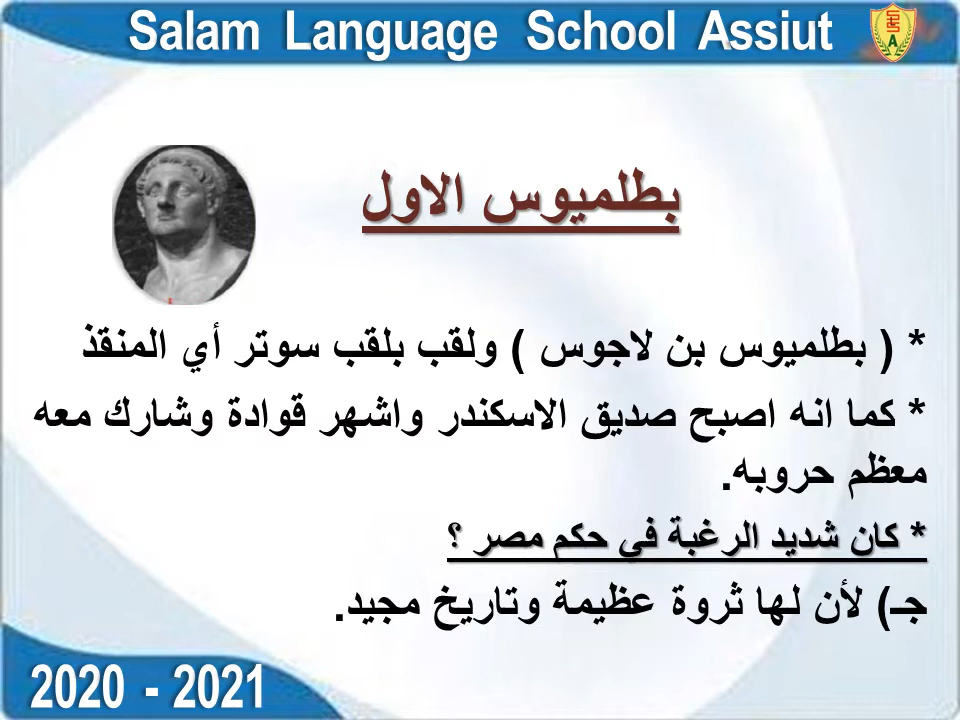 Salam Language School Assiut
بطلميوس الاول
* ( بطلميوس بن لاجوس ) ولقب بلقب سوتر أي المنقذ
* كما انه اصبح صديق الاسكندر واشهر قوادة وشارك معه
معظم حروبه.
* كان شديد الرغبة في حكم مصر ؟
جـ) لأن لها ثروة عظيمة وتاريخ مجيد.
2020 - 2021